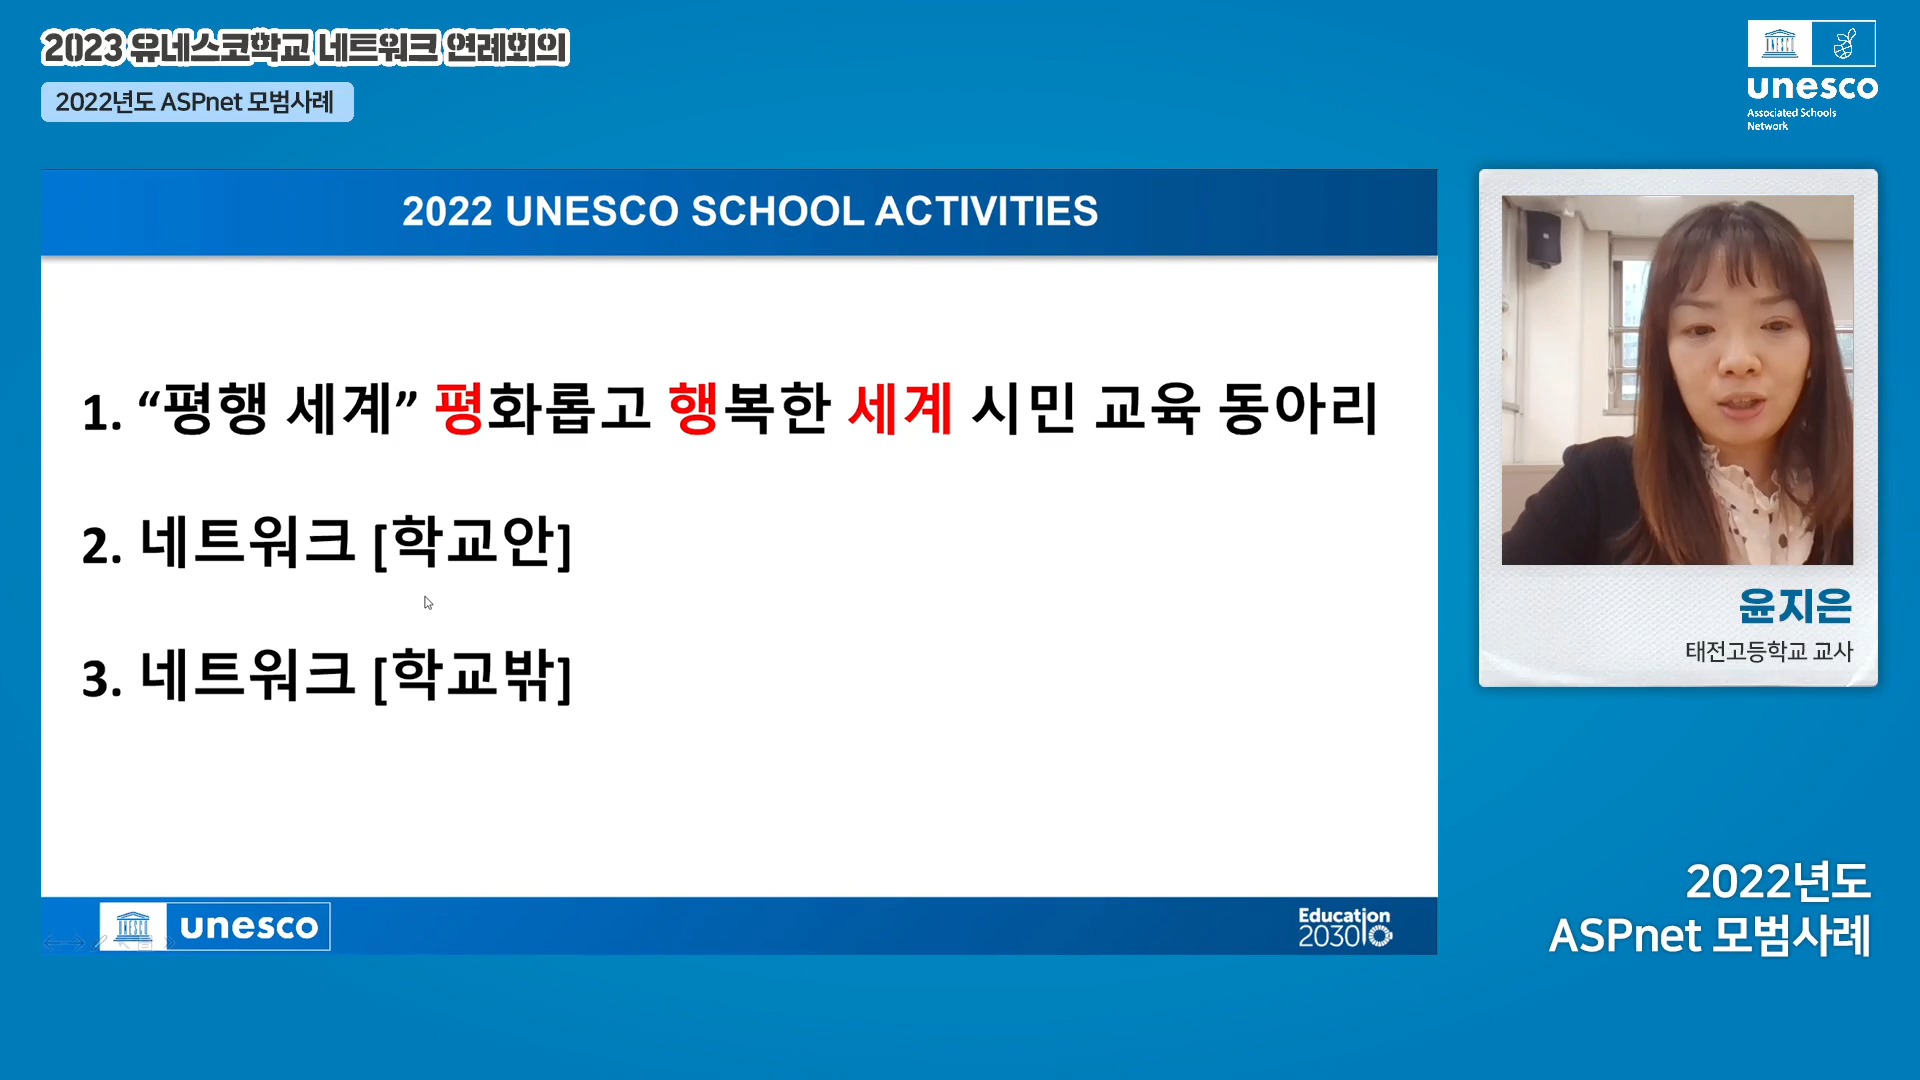 2023 유네스코학교 네트워크 연례회의
2022년도 ASPnet 모범사례
unesco
Associated Schools
Network
2022 UNESCO SCHOOL ACTIVITIES
1. “평행 세계” 평화롭고 행복한 세계 시민 교육 동아리
2. 네트워크 [학교안]
3. 네트워크 [학교밖]
unesco
Education
2030
윤지은
태전고등학교 교사
2022년도
ASPnet 모범사례